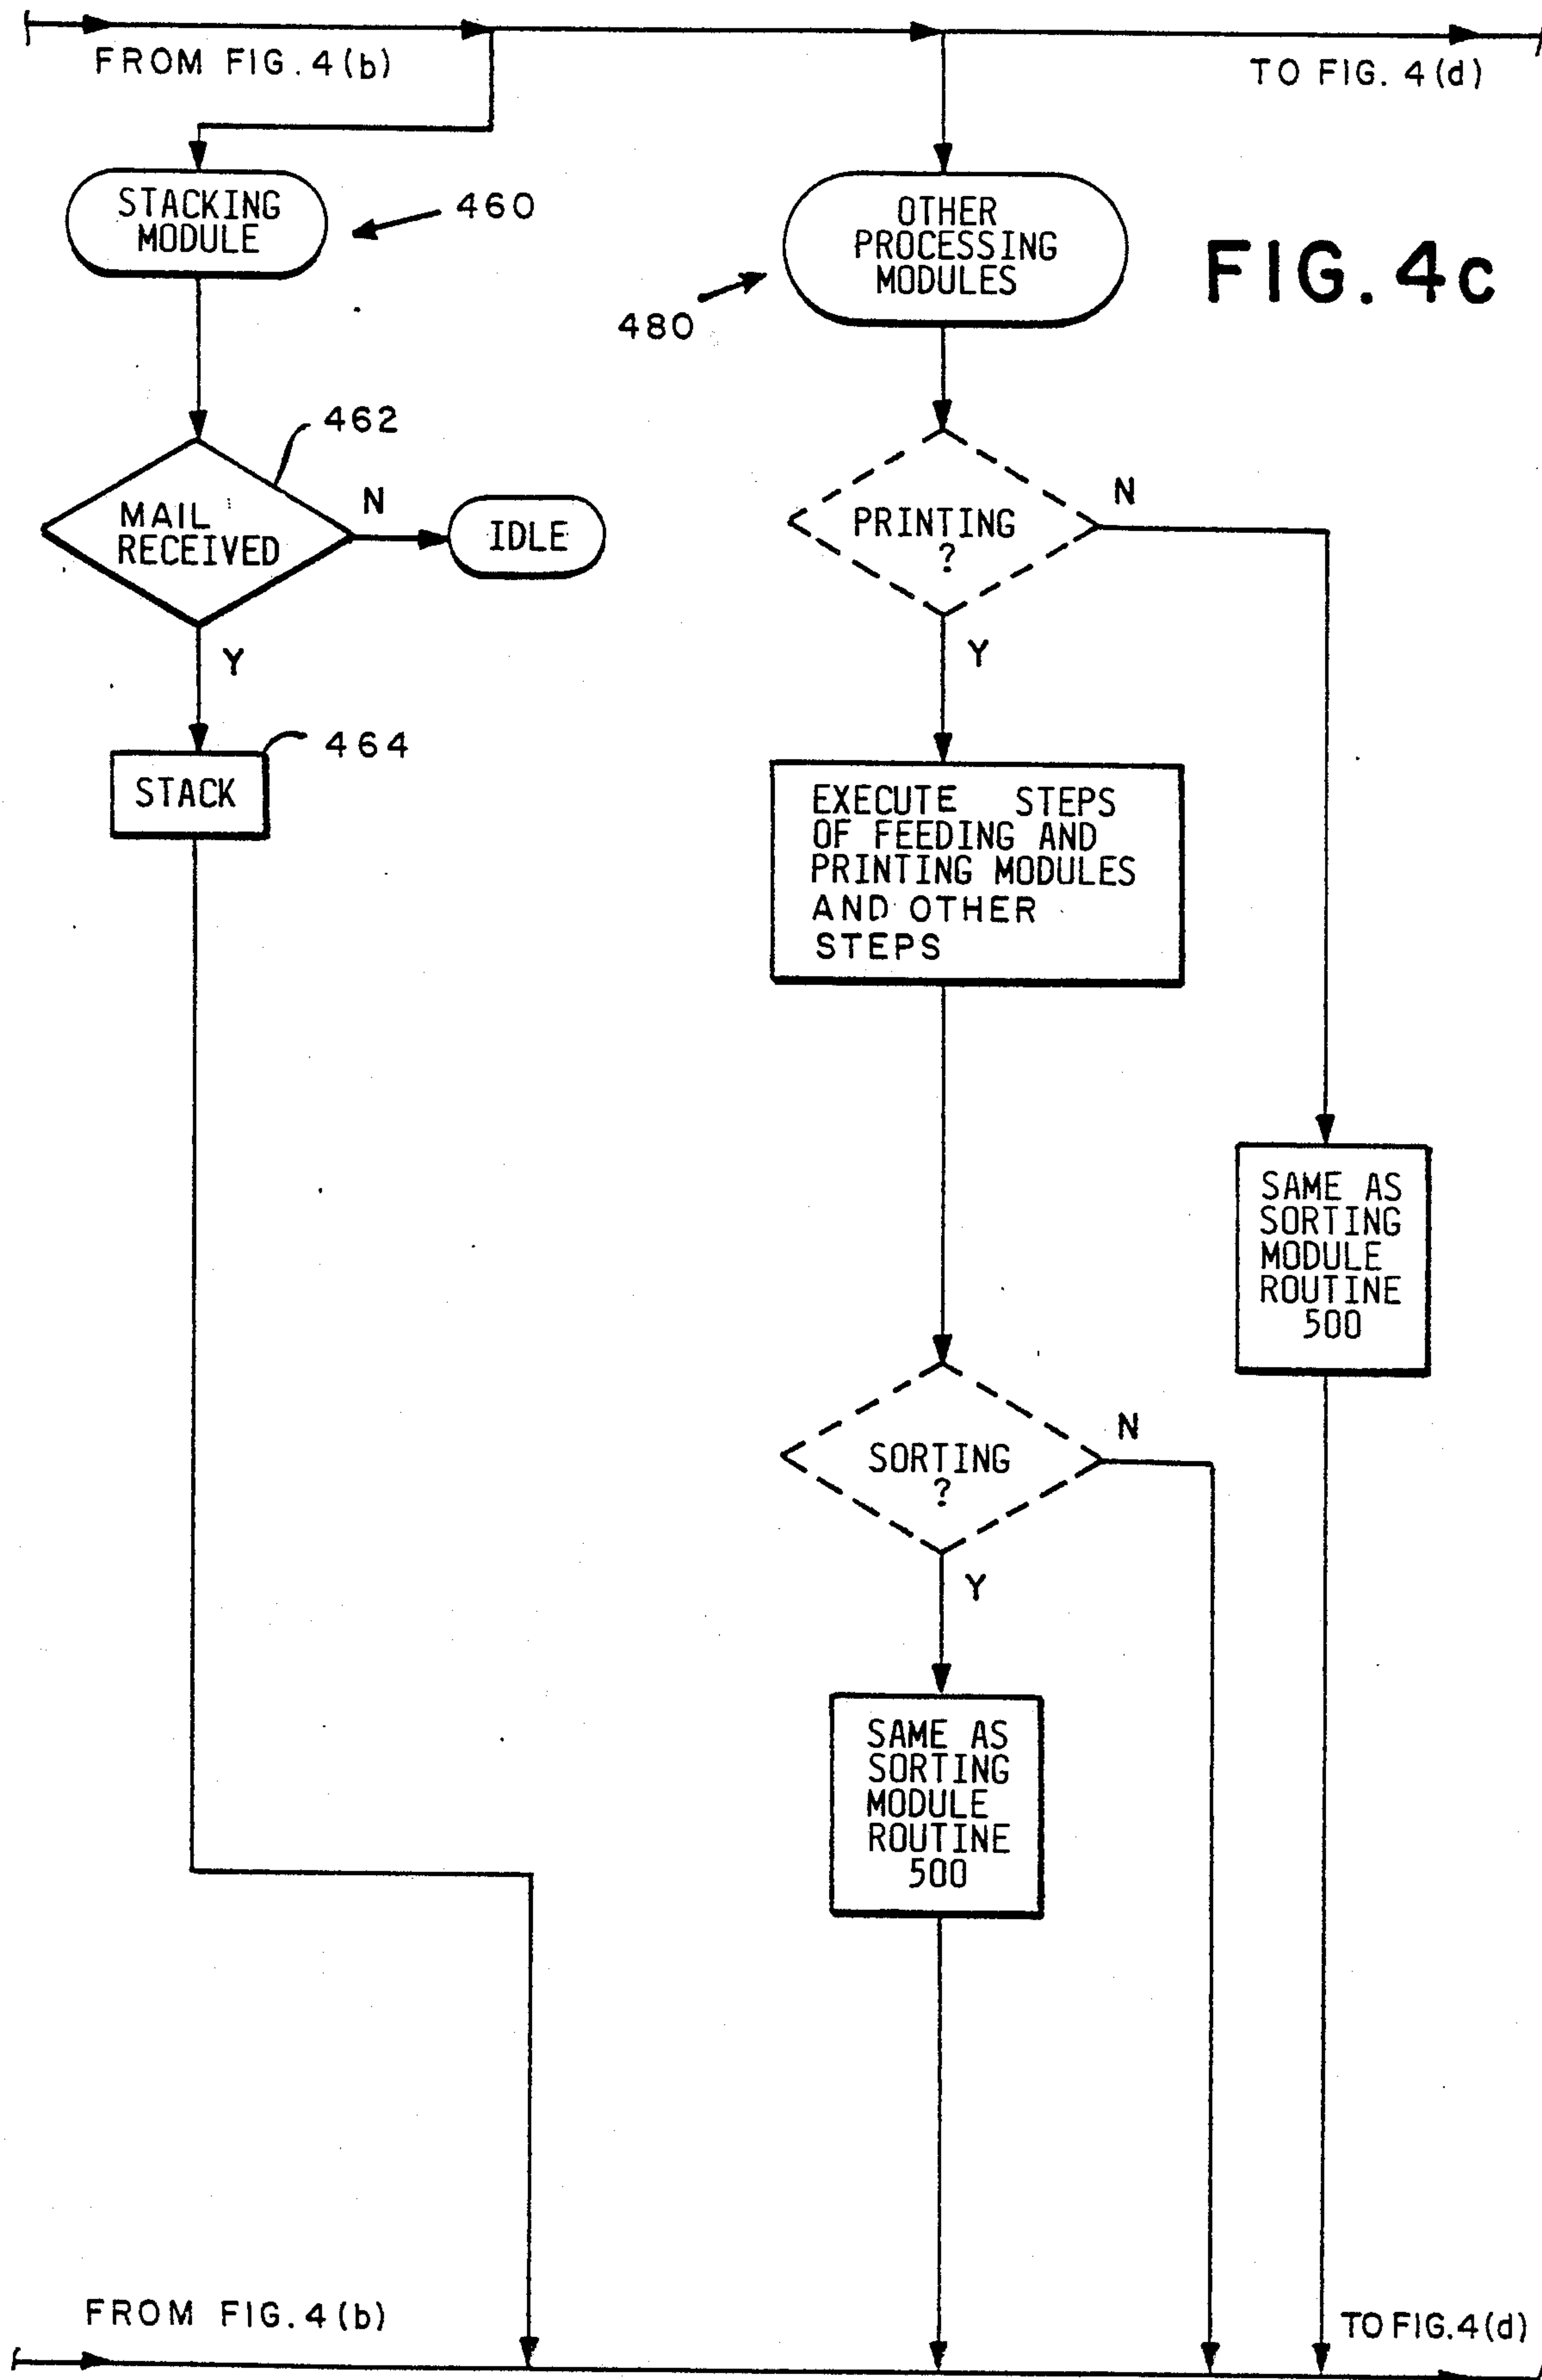 FROM FIG. 4(b)
TO FIG. 4(d)
STACKING
MODULE
460
OTHER
PROCESSING
MODULES
480
FIG. 4c
462
MAIL
RECEIVED
N
IDLE
Y
PRINTING
?
N
Y
464
STACK
EXECUTE STEPS
OF FEEDING AND
PRINTING MODULES
AND OTHER
STEPS
SAME AS
SORTING
MODULE
ROUTINE
500
SORTING
?
N
Y
SAME AS
SORTING
MODULE
ROUTINE
500
FROM FIG. 4(b)
TO FIG. 4(d)